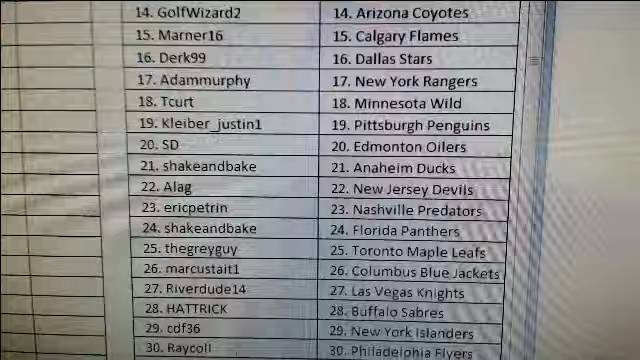 14. GolfWizard2 14. Arizona Coyotes
15. Marner16 15. Calgary Flames
16. Derk99 16. Dallas Stars
17. Adammurphy 17. New York Rangers
18. Tcurt 18. Minnesota Wild
19. Kleiber_justin1 19. Pittsburgh Penguins
20. SD 20. Edmonton Oilers
21. shakeandbake 21. Anaheim Ducks
22. Alag 22. New Jersey Devils
23. ericpetrin 23. Nashville Predators
24. shakeandbake 24. Florida Panthers
25. thegreyguy 25. Toronto Maple Leafs
26. marcustait1 26. Columbus Blue Jackets
27. Riverdude14 27. Las Vegas Knights
28. HATTRICK 28. Buffalo Sabres
29. cdf36 29. New York Islanders
30. Raycoll 30. Philadelphia Flyers